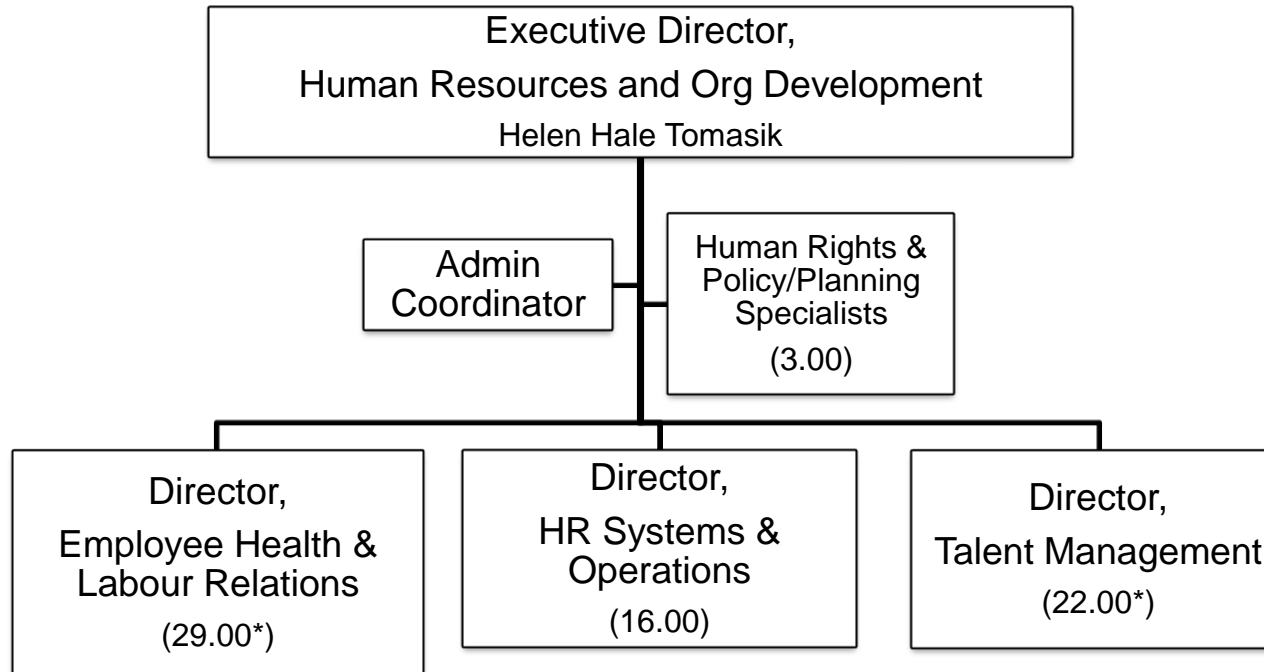 Executive Director,
Human Resources and Org Development
Helen Hale Tomasik
Admin
Coordinator
Human Rights &
Policy/Planning
Specialists
(3.00)
Director,
Employee Health &
Labour Relations
(29.00*)
Director,
HR Systems &
Operations
(16.00)
Director,
Talent Management
(22.00*)